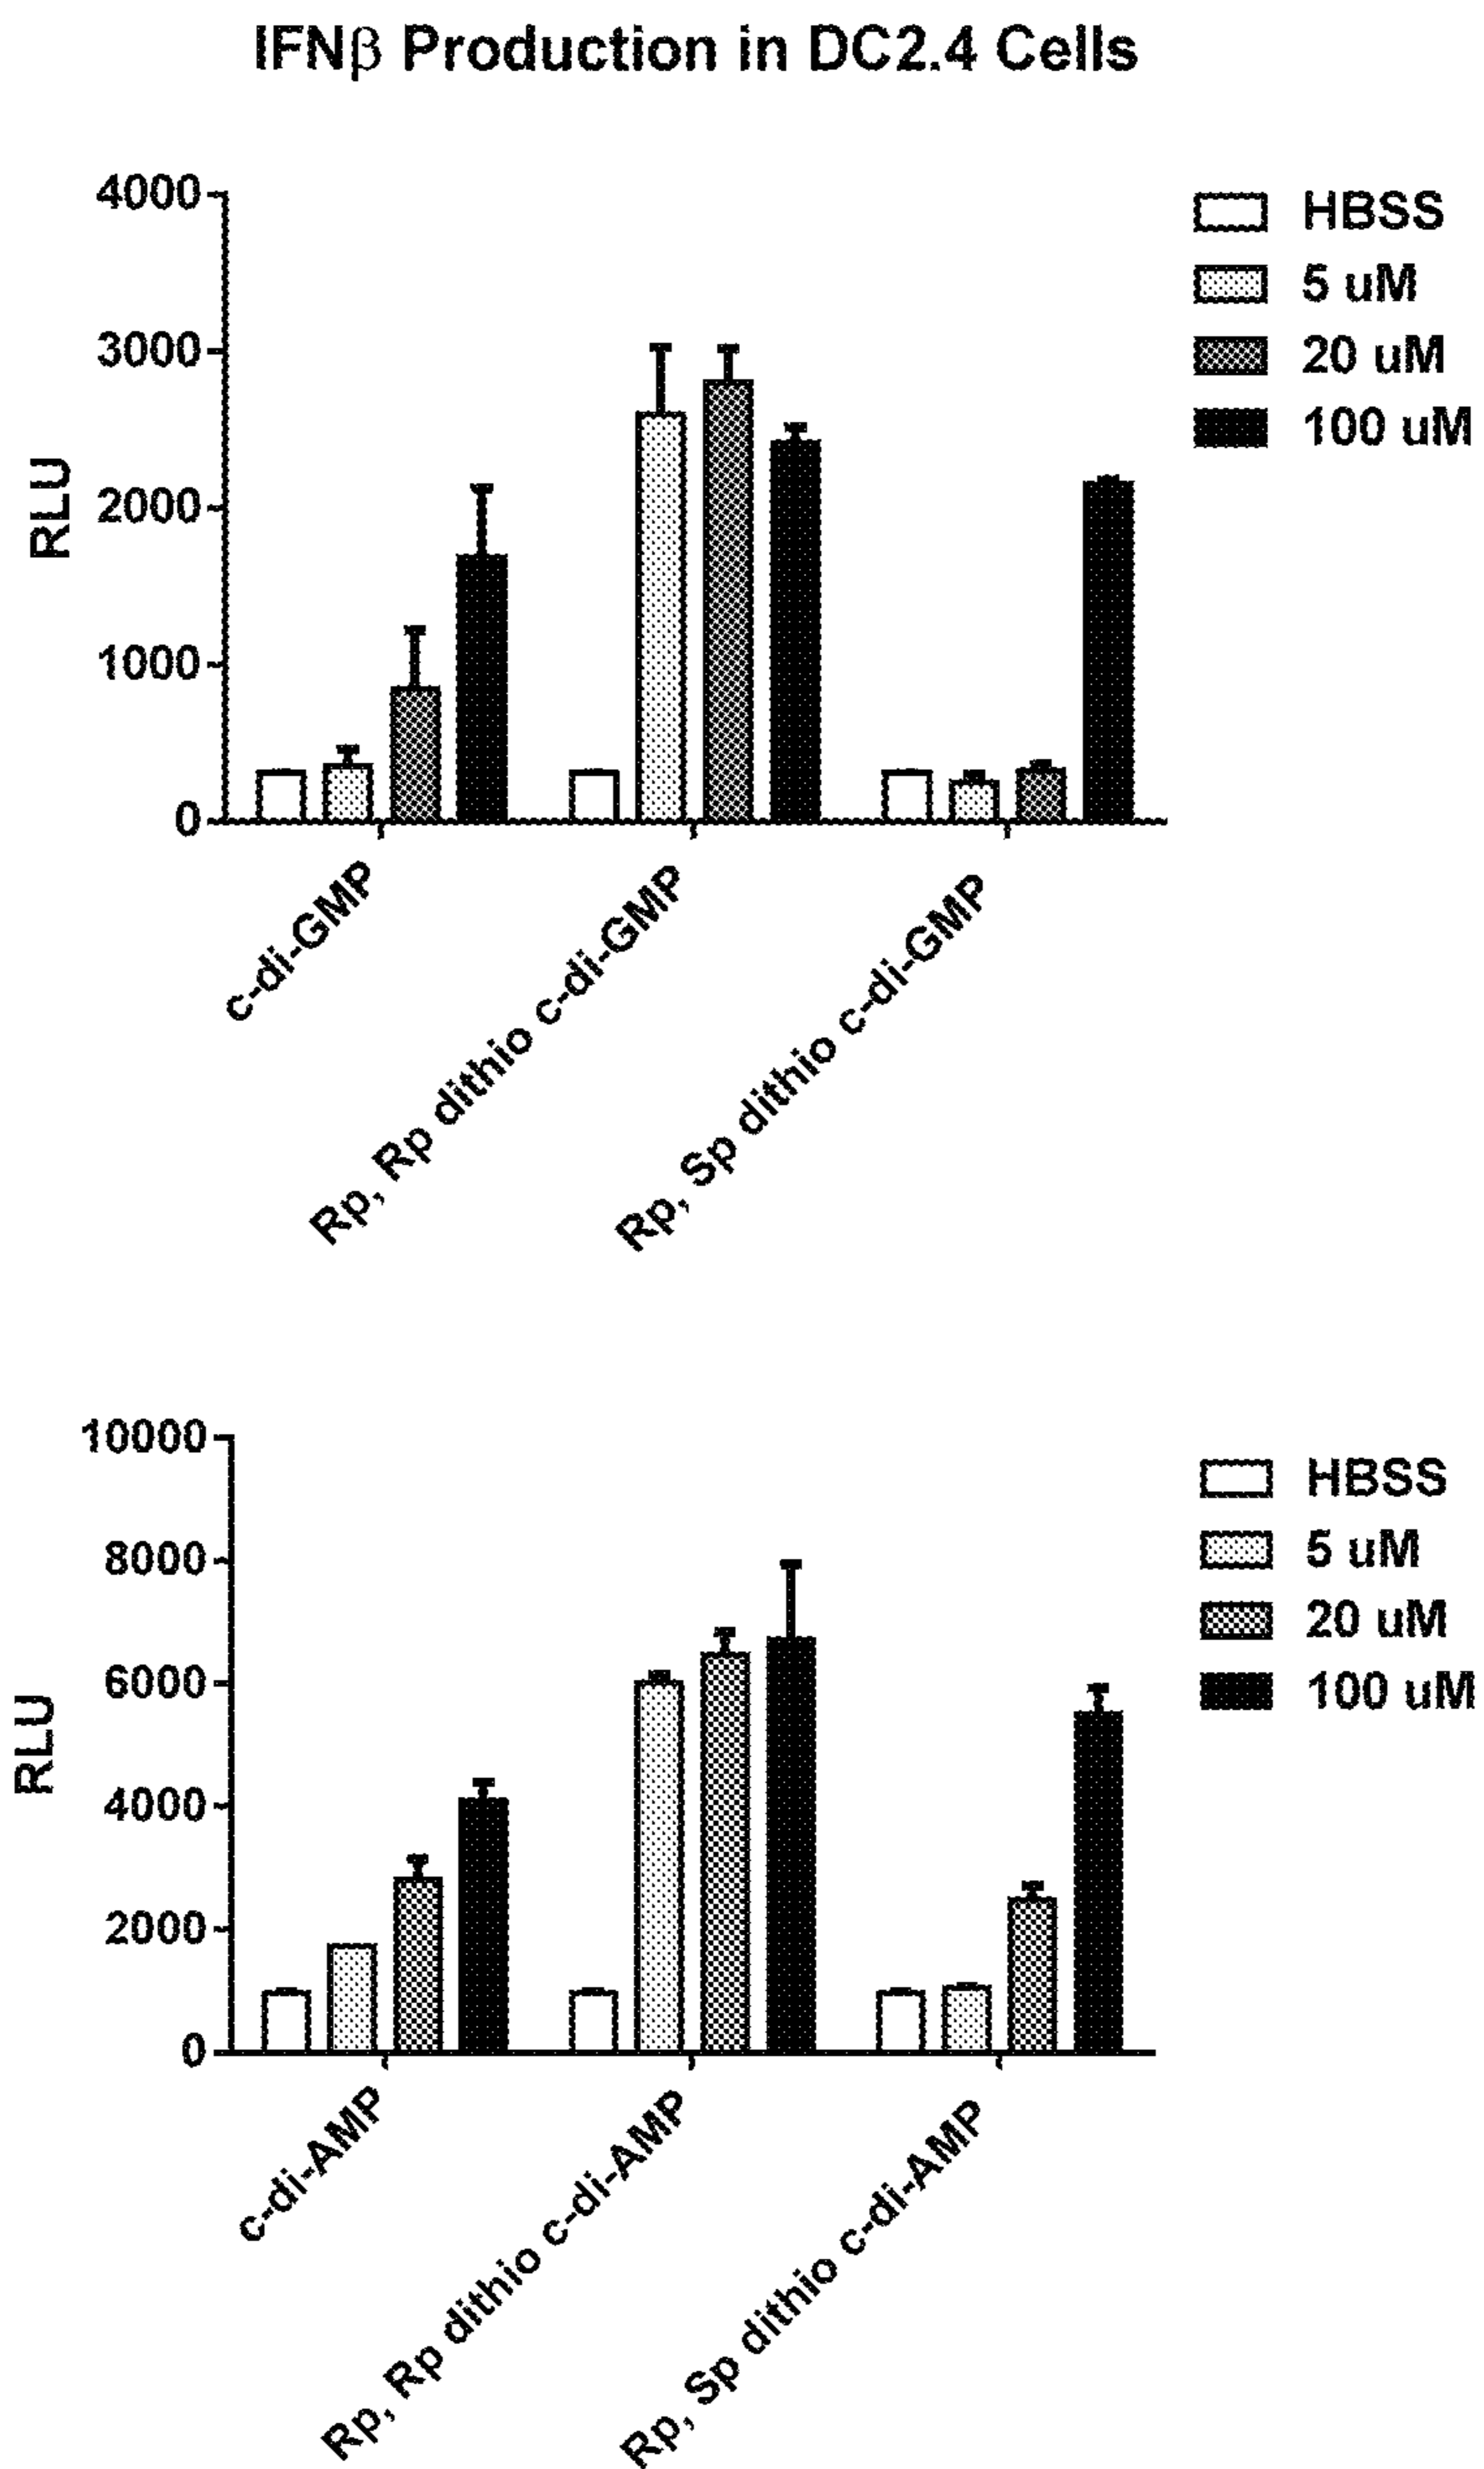 IFNβ Production in DC2.4 Cells
4000
3000
2000
1000
0
RLU
HBSS
5 uM
20 uM
100 uM
c-di-GMP
Rp, Rp dithio c-di-GMP
Rp, Sp dithio c-di-GMP
10000
8000
6000
4000
2000
0
RLU
HBSS
5 uM
20 uM
100 uM
c-di-AMP
Rp, Rp dithio c-di-AMP
Rp, Sp dithio c-di-AMP